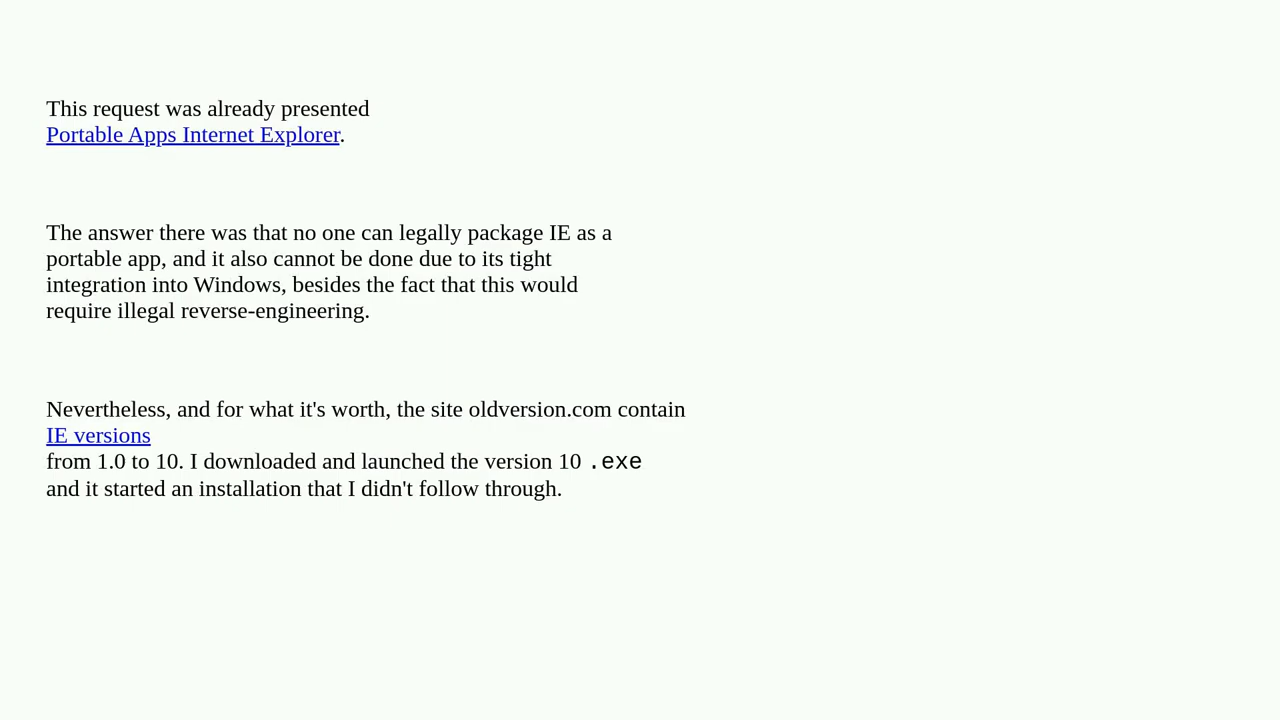 This request was already presented
Portable Apps Internet Explorer.
The answer there was that no one can legally package IE as a
portable app, and it also cannot be done due to its tight
integration into Windows, besides the fact that this would
require illegal reverse-engineering.
Nevertheless, and for what it's worth, the site oldversion.com contain
IE versions
from 1.0 to 10. I downloaded and launched the version 10 .exe
and it started an installation that I didn't follow through.